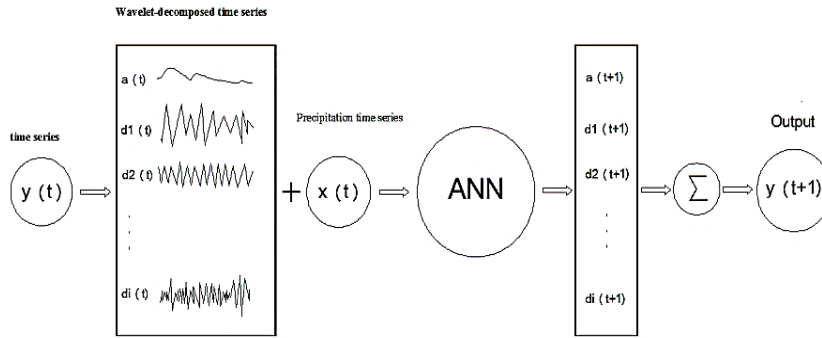 Wavelet-decomposed time series
time series
y (t)
a (t)
d1 (t)
d2 (t)
di (t)
+
Precipitation time series
x (t)
ANN
a (t+1)
d1 (t+1)
d2 (t+1)
di (t+1)
Σ
Output
y (t+1)